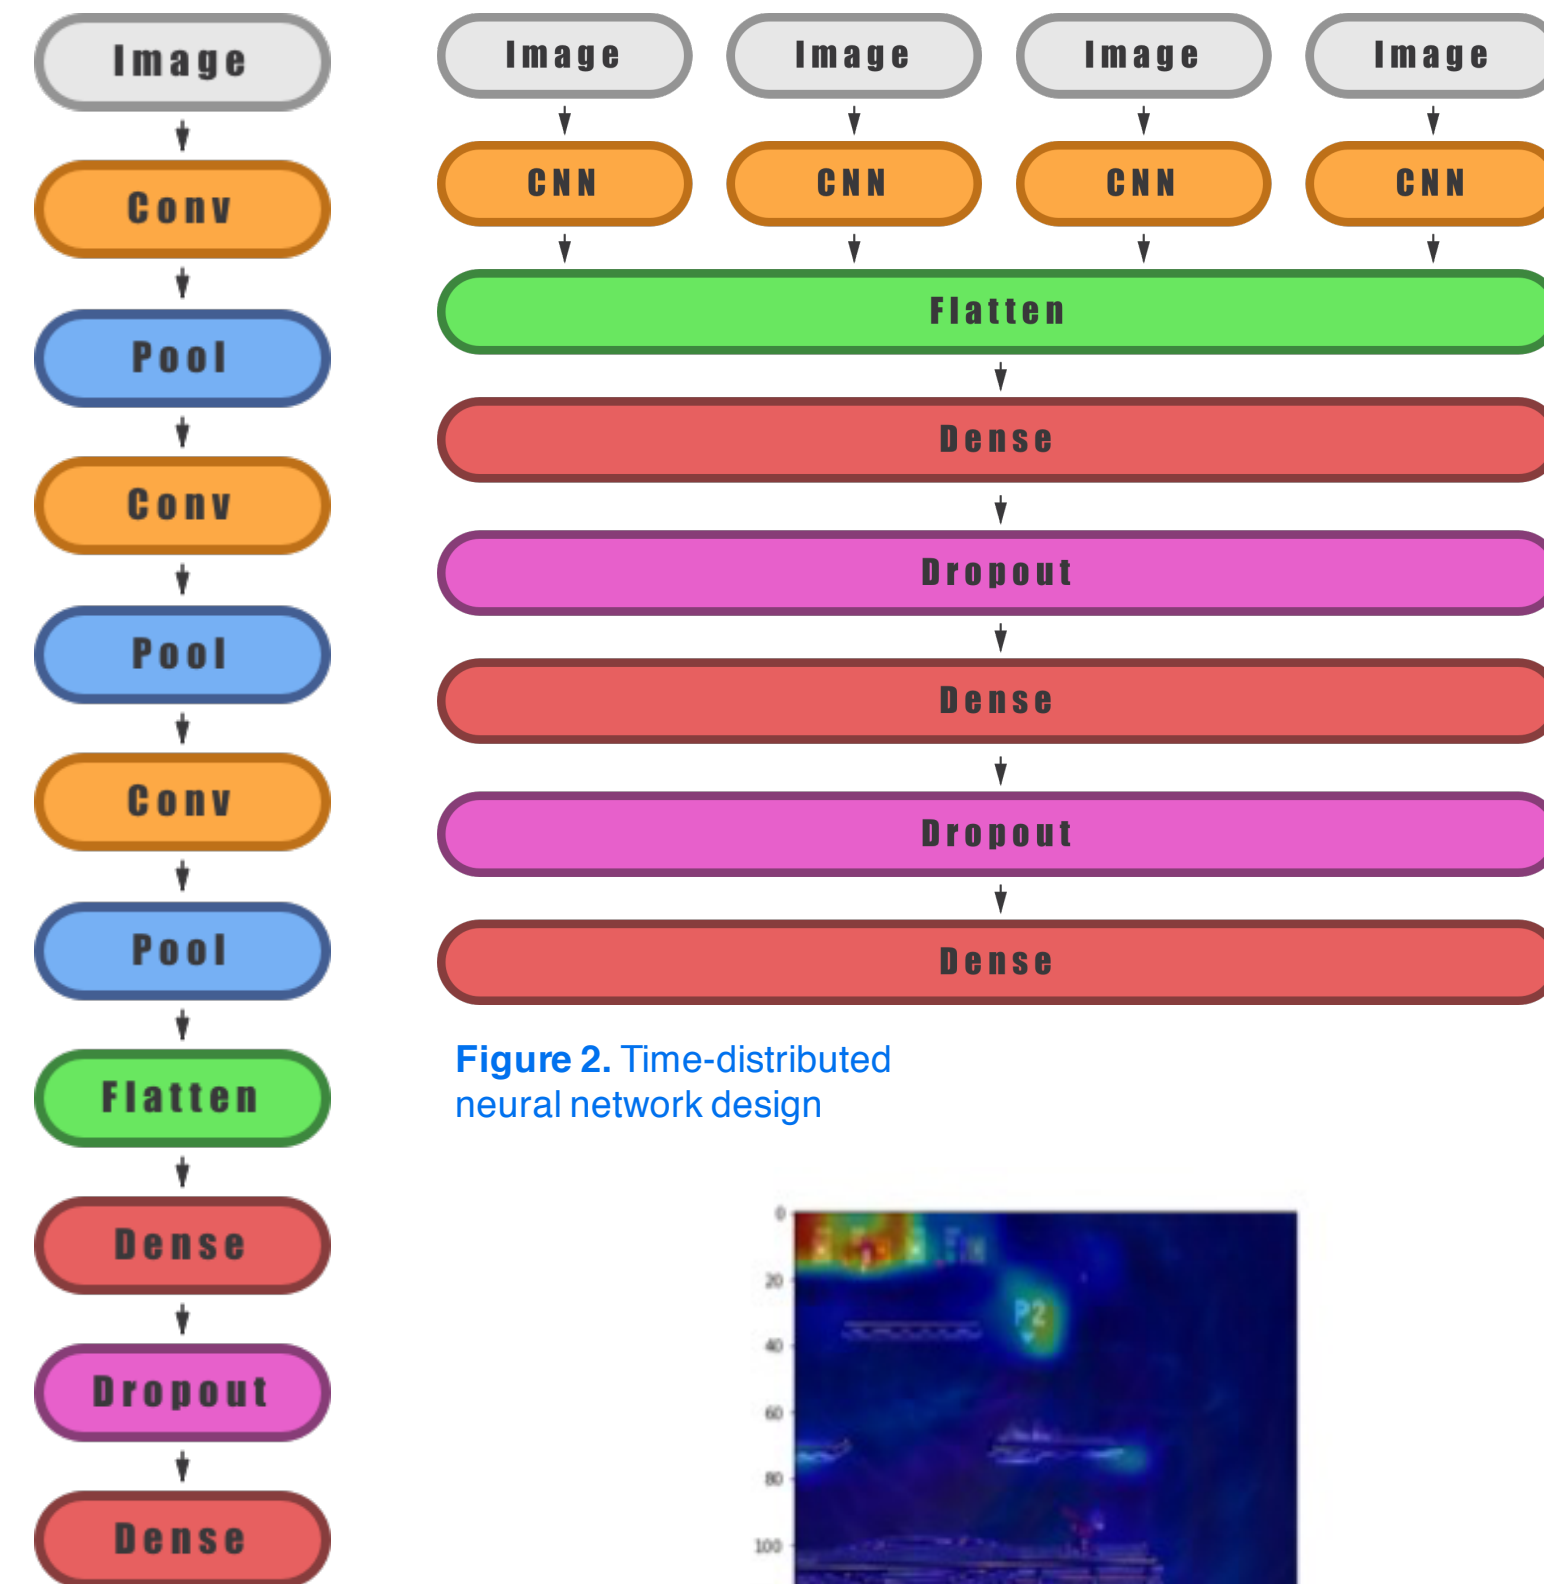 Image
Conv
Pool
Conv
Pool
Conv
Pool
Flatten
Dense
Dropout
Dense
Image Image Image Image
CNN CNN CNN CNN
Flatten
Dense
Dropout
Dense
Dropout
Dense
Figure 2. Time-distributed
neural network design
0
20
P2
40
60
80
100